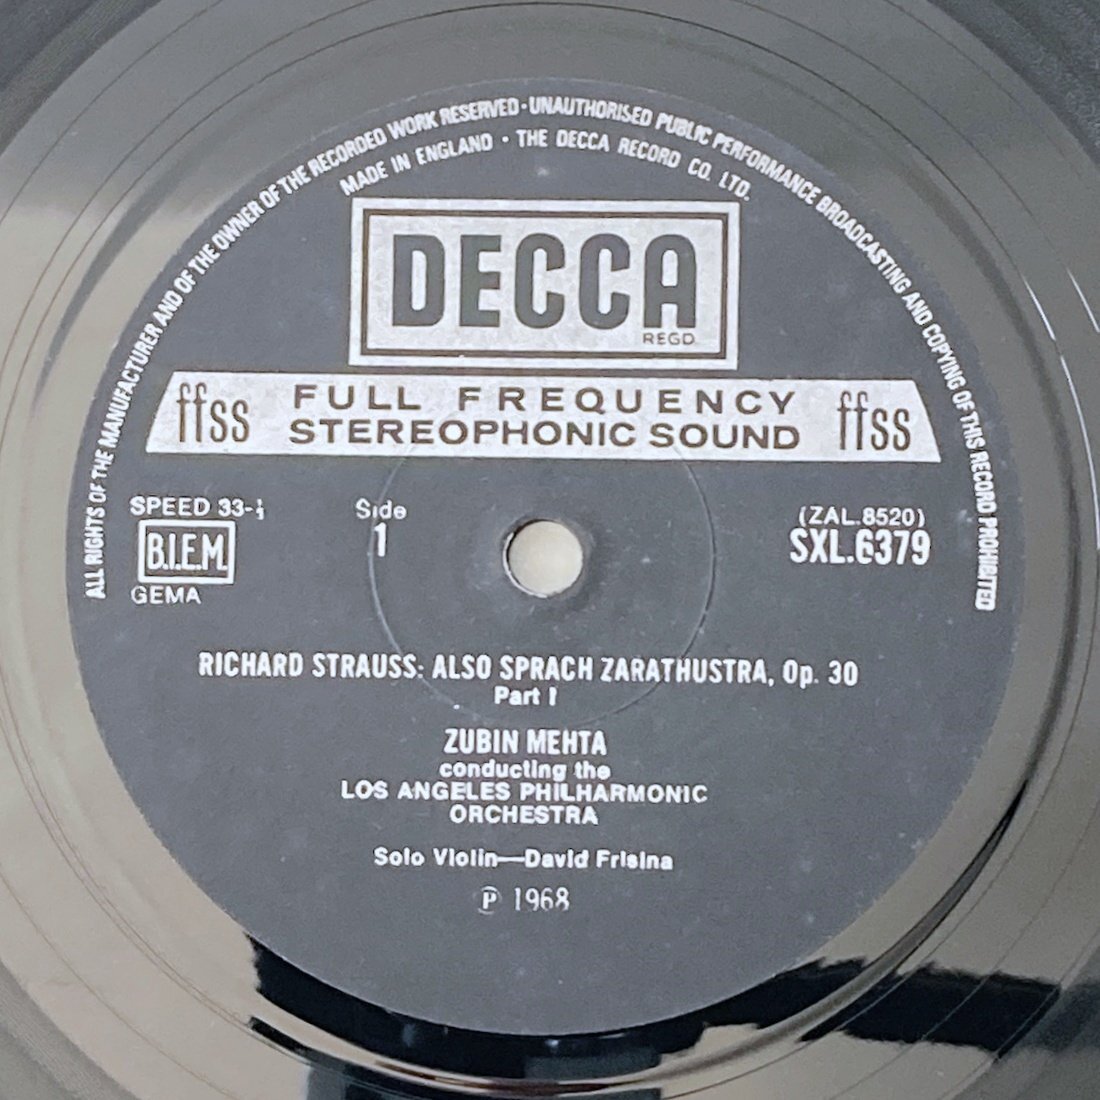 ALL RIGHTS OF THE MANUFACTURER AND OF THE OWNER OF THE RECORDED WORK RESERVED · UNAUTHORISED PUBLIC PERFORMANCE BROADCASTING AND COPYING OF THIS RECORD PROHIBITED
MADE IN ENGLAND · THE DECCA RECORD CO. LTD.
DECCA
REGD
ffss FULL FREQUENCY STEREOPHONIC SOUND ffss
SPEED 33-⅓
B.I.E.M.
GEMA
Side
1
(ZAL.8520)
SXL.6379
RICHARD STRAUSS: ALSO SPRACH ZARATHUSTRA, Op. 30
Part I
ZUBIN MEHTA
conducting the
LOS ANGELES PHILHARMONIC
ORCHESTRA
Solo Violin—David Frisina
℗ 1968